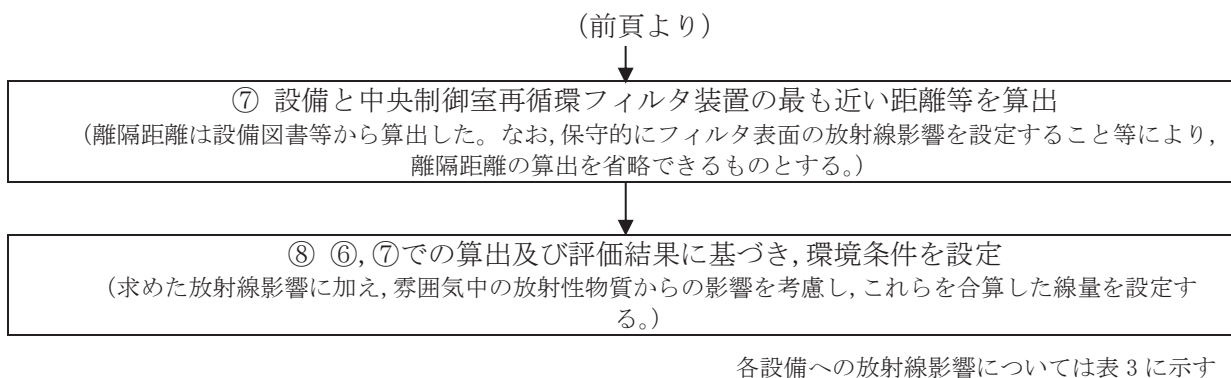 (前頁より)
⑦ 設備と中央制御室再循環フィルタ装置の最も近い距離等を算出
(離隔距離は設備図書等から算出した。なお,保守的にフィルタ表面の放射線影響を設定すること等により,
離隔距離の算出を省略できるものとする。)
⑧ ⑥,⑦での算出及び評価結果に基づき,環境条件を設定
(求めた放射線影響に加え,雰囲気中の放射性物質からの影響を考慮し,これらを合算した線量を設定す
る。)
各設備への放射線影響については表 3 に示す